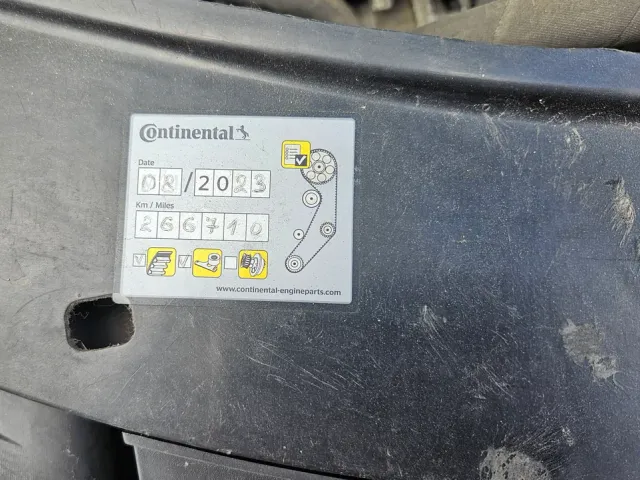 Continental
Date
08/2023
Km / Miles
266710
www.continental-engineparts.com